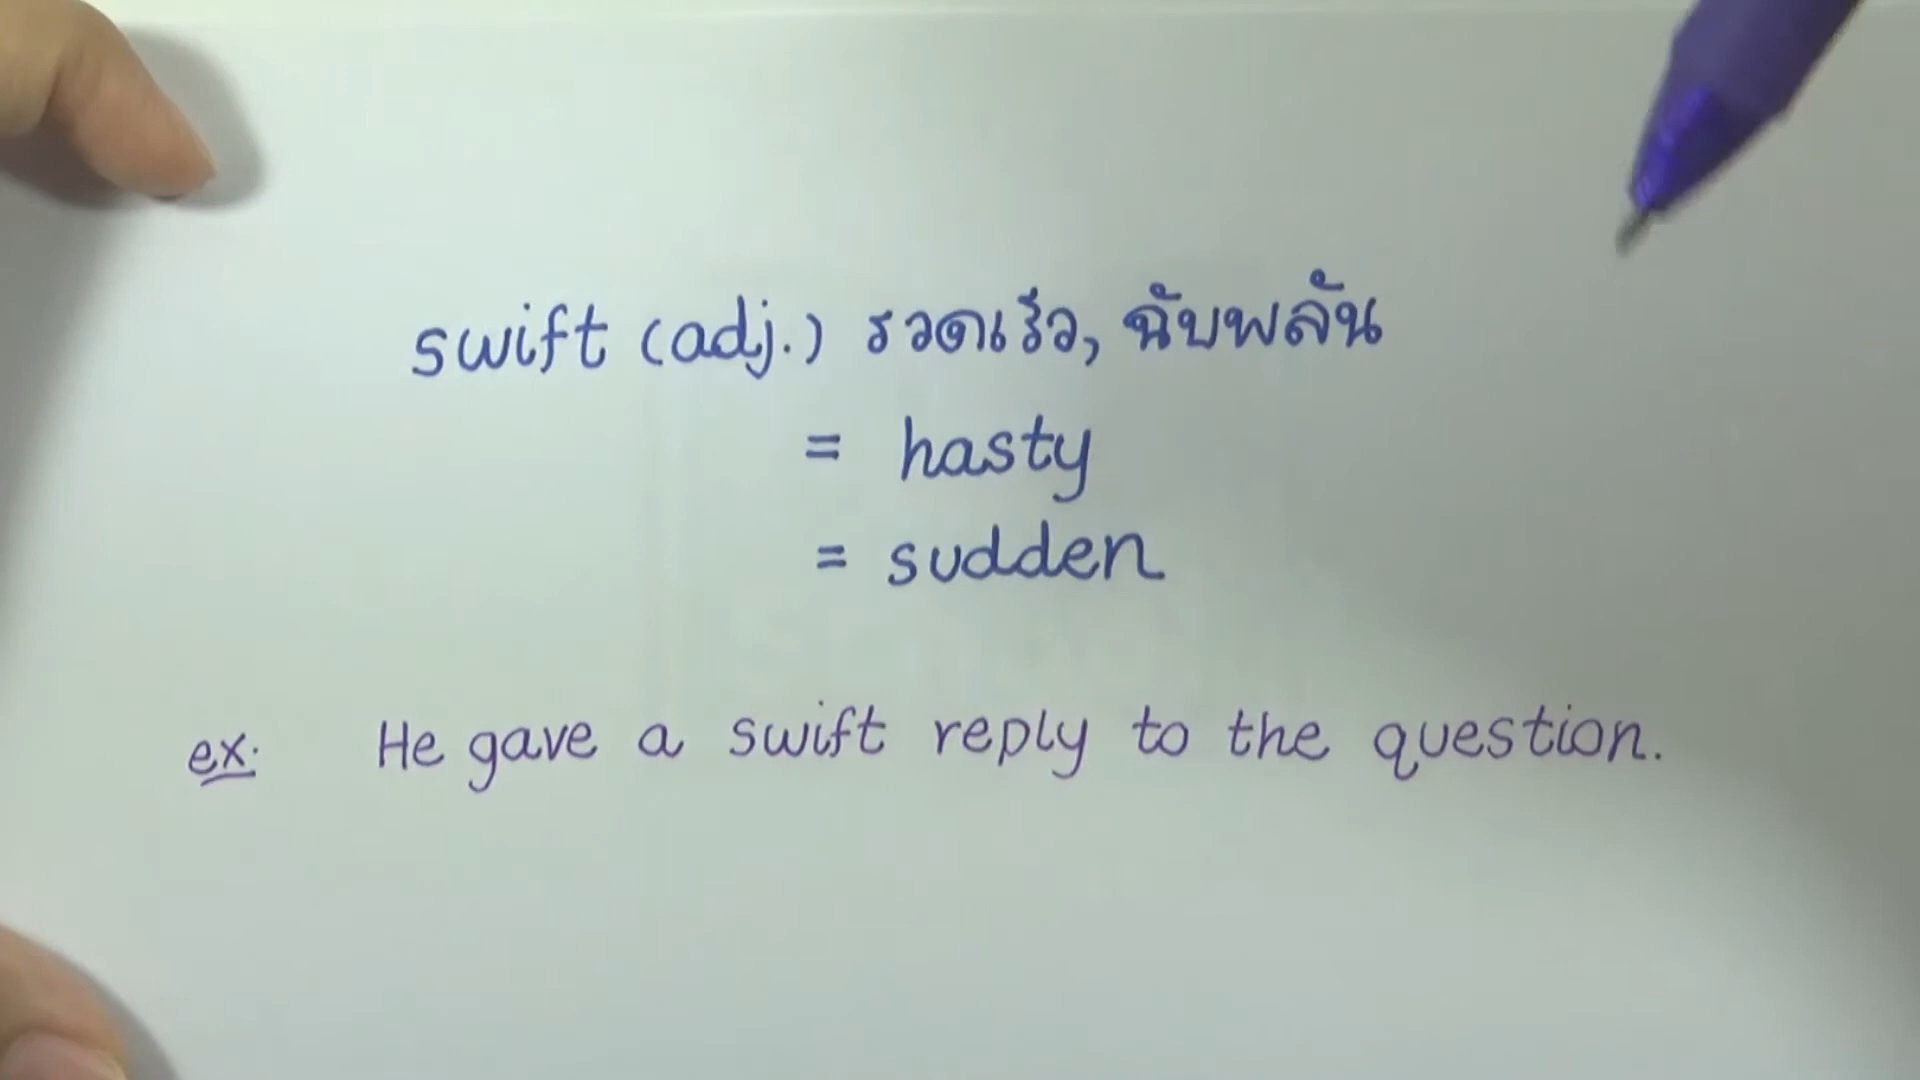 swift (adj.) รวดเร็ว, ฉับพลัน
= hasty
= sudden
ex. He gave a swift reply to the question.